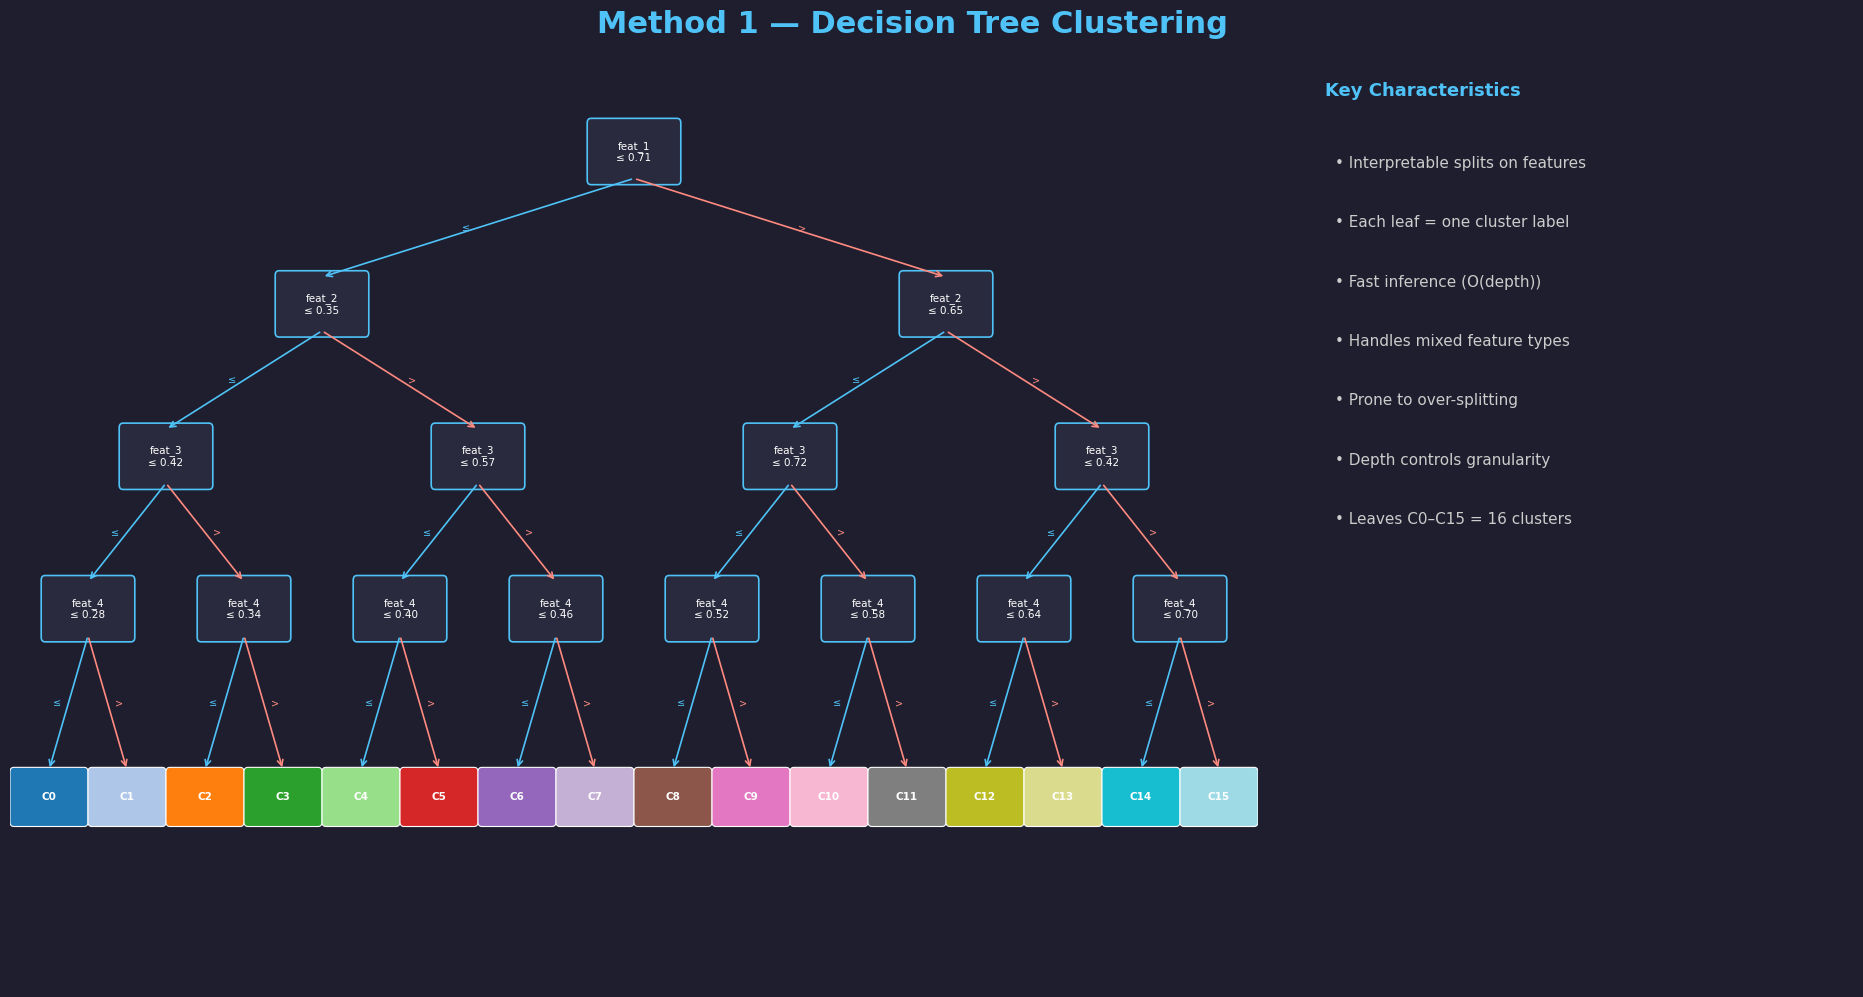 Method 1 — Decision Tree Clustering
Key Characteristics
• Interpretable splits on features
• Each leaf = one cluster label
• Fast inference (O(depth))
• Handles mixed feature types
• Prone to over-splitting
• Depth controls granularity
• Leaves C0–C15 = 16 clusters
feat_1
≤ 0.71
≤
>
feat_2
≤ 0.35
feat_2
≤ 0.65
≤
>
≤
>
feat_3
≤ 0.42
feat_3
≤ 0.57
feat_3
≤ 0.72
feat_3
≤ 0.42
≤
>
≤
>
≤
>
≤
>
feat_4
≤ 0.28
feat_4
≤ 0.34
feat_4
≤ 0.40
feat_4
≤ 0.46
feat_4
≤ 0.52
feat_4
≤ 0.58
feat_4
≤ 0.64
feat_4
≤ 0.70
≤
>
≤
>
≤
>
≤
>
≤
>
≤
>
≤
>
≤
>
C0
C1
C2
C3
C4
C5
C6
C7
C8
C9
C10
C11
C12
C13
C14
C15